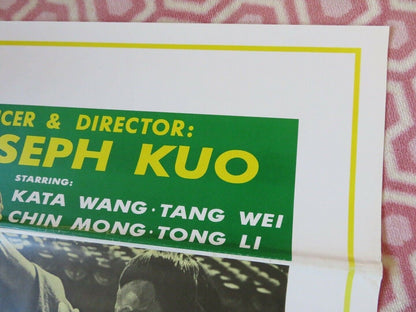 CER & DIRECTOR:
SEPH KUO
STARRING:
KATA WANG · TANG WEI
CHIN MONG · TONG LI